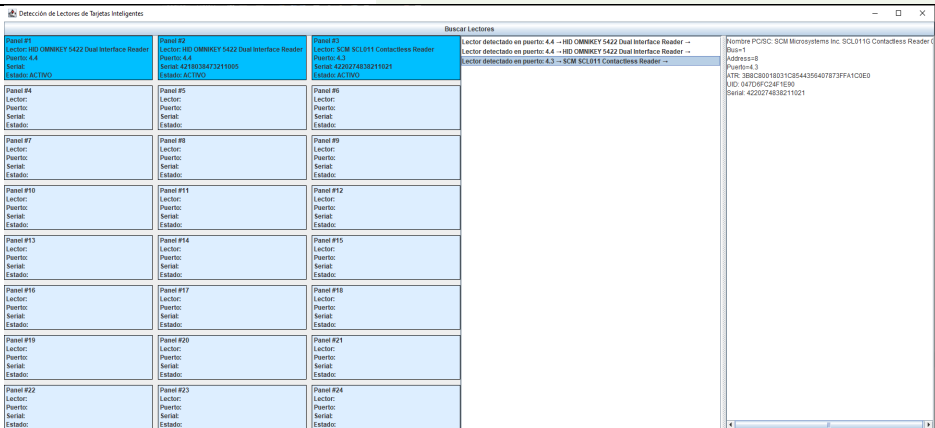 Detección de Lectores de Tarjetas Inteligentes
Buscar Lectores
Panel #1
Lector: HID OMNIKEY 5422 Dual Interface Reader
Puerto: 4.4
Serial:
Estado: ACTIVO
Panel #2
Lector: HID OMNIKEY 5422 Dual Interface Reader
Puerto: 4.4
Serial: 4218038473211005
Estado: ACTIVO
Panel #3
Lector: SCM SCL011 Contactless Reader
Puerto: 4.3
Serial: 4220274838211021
Estado: ACTIVO
Panel #4
Lector:
Puerto:
Serial:
Estado:
Panel #5
Lector:
Puerto:
Serial:
Estado:
Panel #6
Lector:
Puerto:
Serial:
Estado:
Panel #7
Lector:
Puerto:
Serial:
Estado:
Panel #8
Lector:
Puerto:
Serial:
Estado:
Panel #9
Lector:
Puerto:
Serial:
Estado:
Panel #10
Lector:
Puerto:
Serial:
Estado:
Panel #11
Lector:
Puerto:
Serial:
Estado:
Panel #12
Lector:
Puerto:
Serial:
Estado:
Panel #13
Lector:
Puerto:
Serial:
Estado:
Panel #14
Lector:
Puerto:
Serial:
Estado:
Panel #15
Lector:
Puerto:
Serial:
Estado:
Panel #16
Lector:
Puerto:
Serial:
Estado:
Panel #17
Lector:
Puerto:
Serial:
Estado:
Panel #18
Lector:
Puerto:
Serial:
Estado:
Panel #19
Lector:
Puerto:
Serial:
Estado:
Panel #20
Lector:
Puerto:
Serial:
Estado:
Panel #21
Lector:
Puerto:
Serial:
Estado:
Panel #22
Lector:
Puerto:
Serial:
Estado:
Panel #23
Lector:
Puerto:
Serial:
Estado:
Panel #24
Lector:
Puerto:
Serial:
Estado:
Lector detectado en puerto: 4.4 → HID OMNIKEY 5422 Dual Interface Reader →
Lector detectado en puerto: 4.4 → HID OMNIKEY 5422 Dual Interface Reader →
Lector detectado en puerto: 4.3 → SCM SCL011 Contactless Reader →
Nombre PC/SC: SCM Microsystems Inc. SCL011G Contactless Reader
Bus=1
Address=8
Puerto=4.3
ATR: 3B8C80018031C8544356407873FFA1C0E0
UID: 047D6FC24F1E90
Serial: 4220274838211021